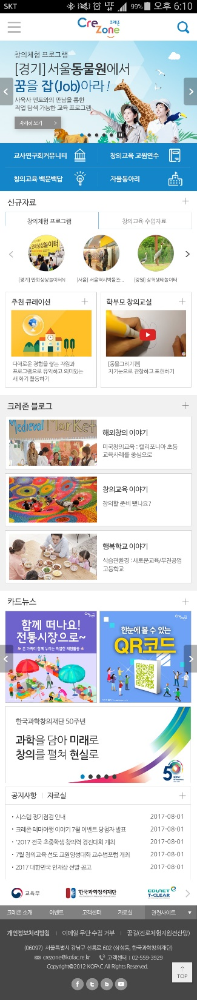 SKT
LTE
99%
오후 6:10
Cre Zone 크레존
창의체험 프로그램
[경기] 서울동물원에서
꿈을 잡(Job)아라!
사육사 멘토와의 만남을 통한
직업 탐색 가능한 교육 프로그램
자세히 보기 >
교사연구회커뮤니티
창의교육 교원연수
창의교육 백문백답
자율동아리
신규자료
창의체험 프로그램
창의교육 수업자료
[경기] 만화상상놀이터N
[서울] 서울역사박물관...
[강원] 삼척생태놀이터
추천 큐레이션
학부모 창의교실
다채로운 경험을 쌓는 자원과
프로그램으로 유익하고 의미있는
새 학기 활동하기
[동물그리기편]
자기눈으로 관찰하고 표현하기
크레존 블로그
Medieval Market
해외창의 이야기
미국창의교육 : 캘리포니아 초등
교육사례를 중심으로
창의교육 이야기
창의할 준비 됐나요?
행복학교 이야기
식습관환경 : 새로운교육/부천공업
고등학교
카드뉴스
CreZone
함께 떠나요!
전통시장으로~
온 가족이 함께 누리는 특별한 체험활동
CreZone
한눈에 볼 수 있는
QR코드
한국과학창의재단 50주년
과학을 담아 미래로
창의를 펼쳐 현실로
50
KOFAC
공지사항 | 자료실
· 시스템 정기점검 안내 2017-08-01
· 크레존 테마여행 이야기 7월 이벤트 당첨자 발표 2017-08-01
· '2017 전국 초중학생 창의력 경진대회 개최 2017-08-01
· 7월 창의교육 선도 교원양성대학 교수법포럼 개최 2017-08-01
· 2017 대한민국 인재상 선발 공고 2017-08-01
교육부
한국과학창의재단
EDUNET
T-CLEAR
크레존 소개
이벤트
고객센터
자료실
관련사이트 ▼
개인정보처리방침 | 이메일 무단 수집 거부 | 꿈길(진로체험지원전산망)
(06097) 서울특별시 강남구 선릉로 602 (삼성동, 한국과학창의재단)
crezone@kofac.re.kr 고객센터 | 02-559-3929
Copyright@2012 KOFAC All Rights Reserved.
TOP